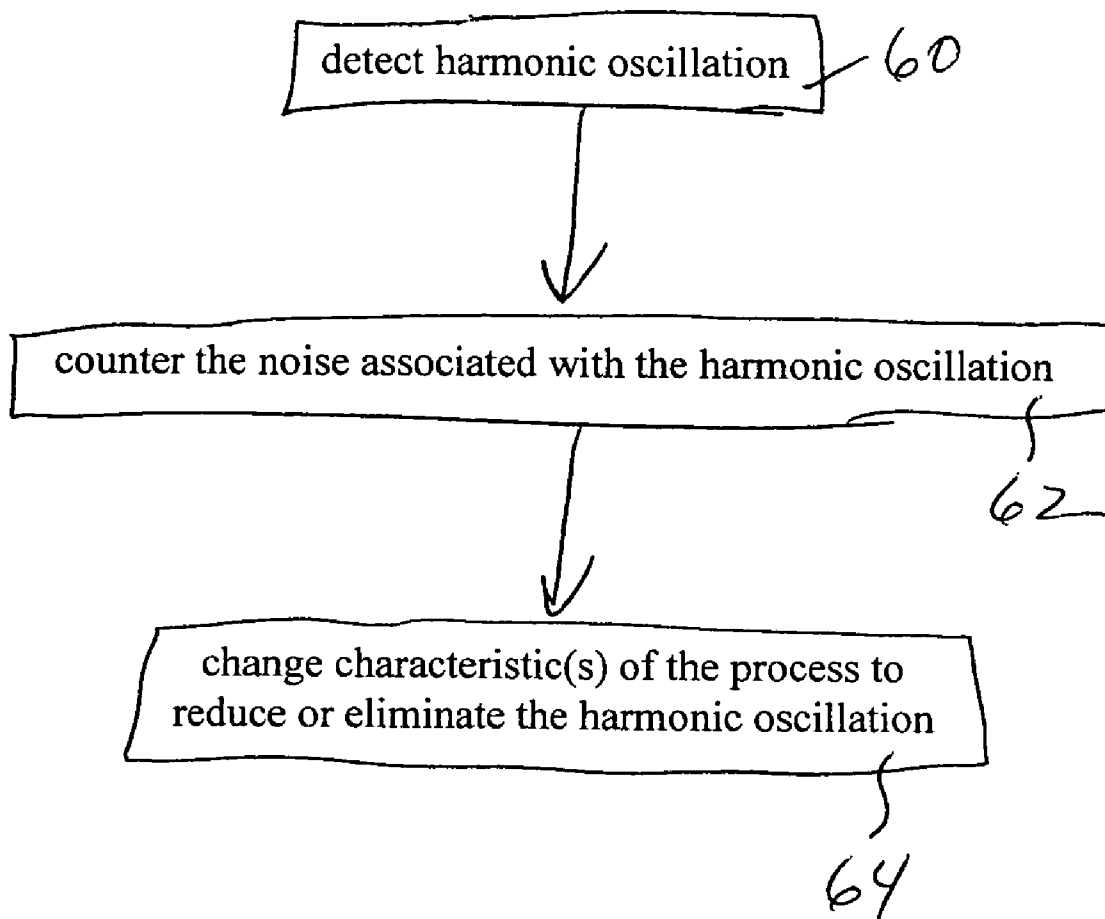 detect harmonic oscillation
60
counter the noise associated with the harmonic oscillation
62
change characteristic(s) of the process to
reduce or eliminate the harmonic oscillation
64